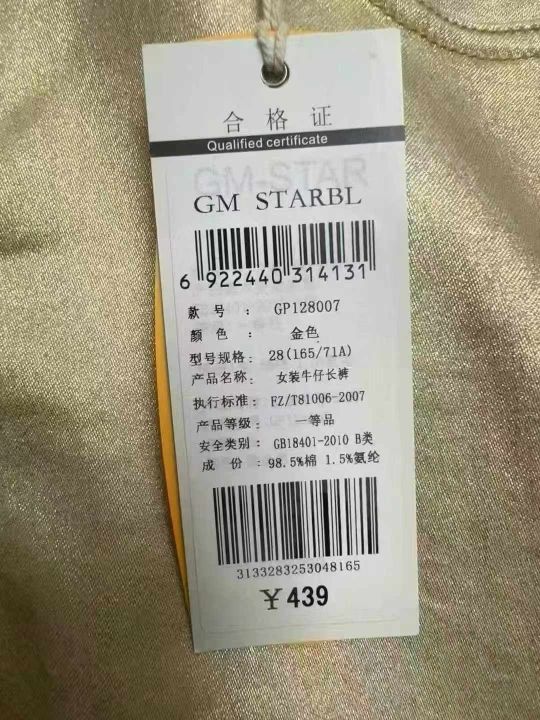 合格证
Qualified certificate
GM STARBL
6 922440 314131
款号: GP128007
颜色: 金色
型号规格: 28(165/71A)
产品名称: 女装牛仔长裤
执行标准: FZ/T81006-2007
产品等级: 一等品
安全类别: GB18401-2010 B类
成份: 98.5%棉 1.5%氨纶
3133283253048165
¥439